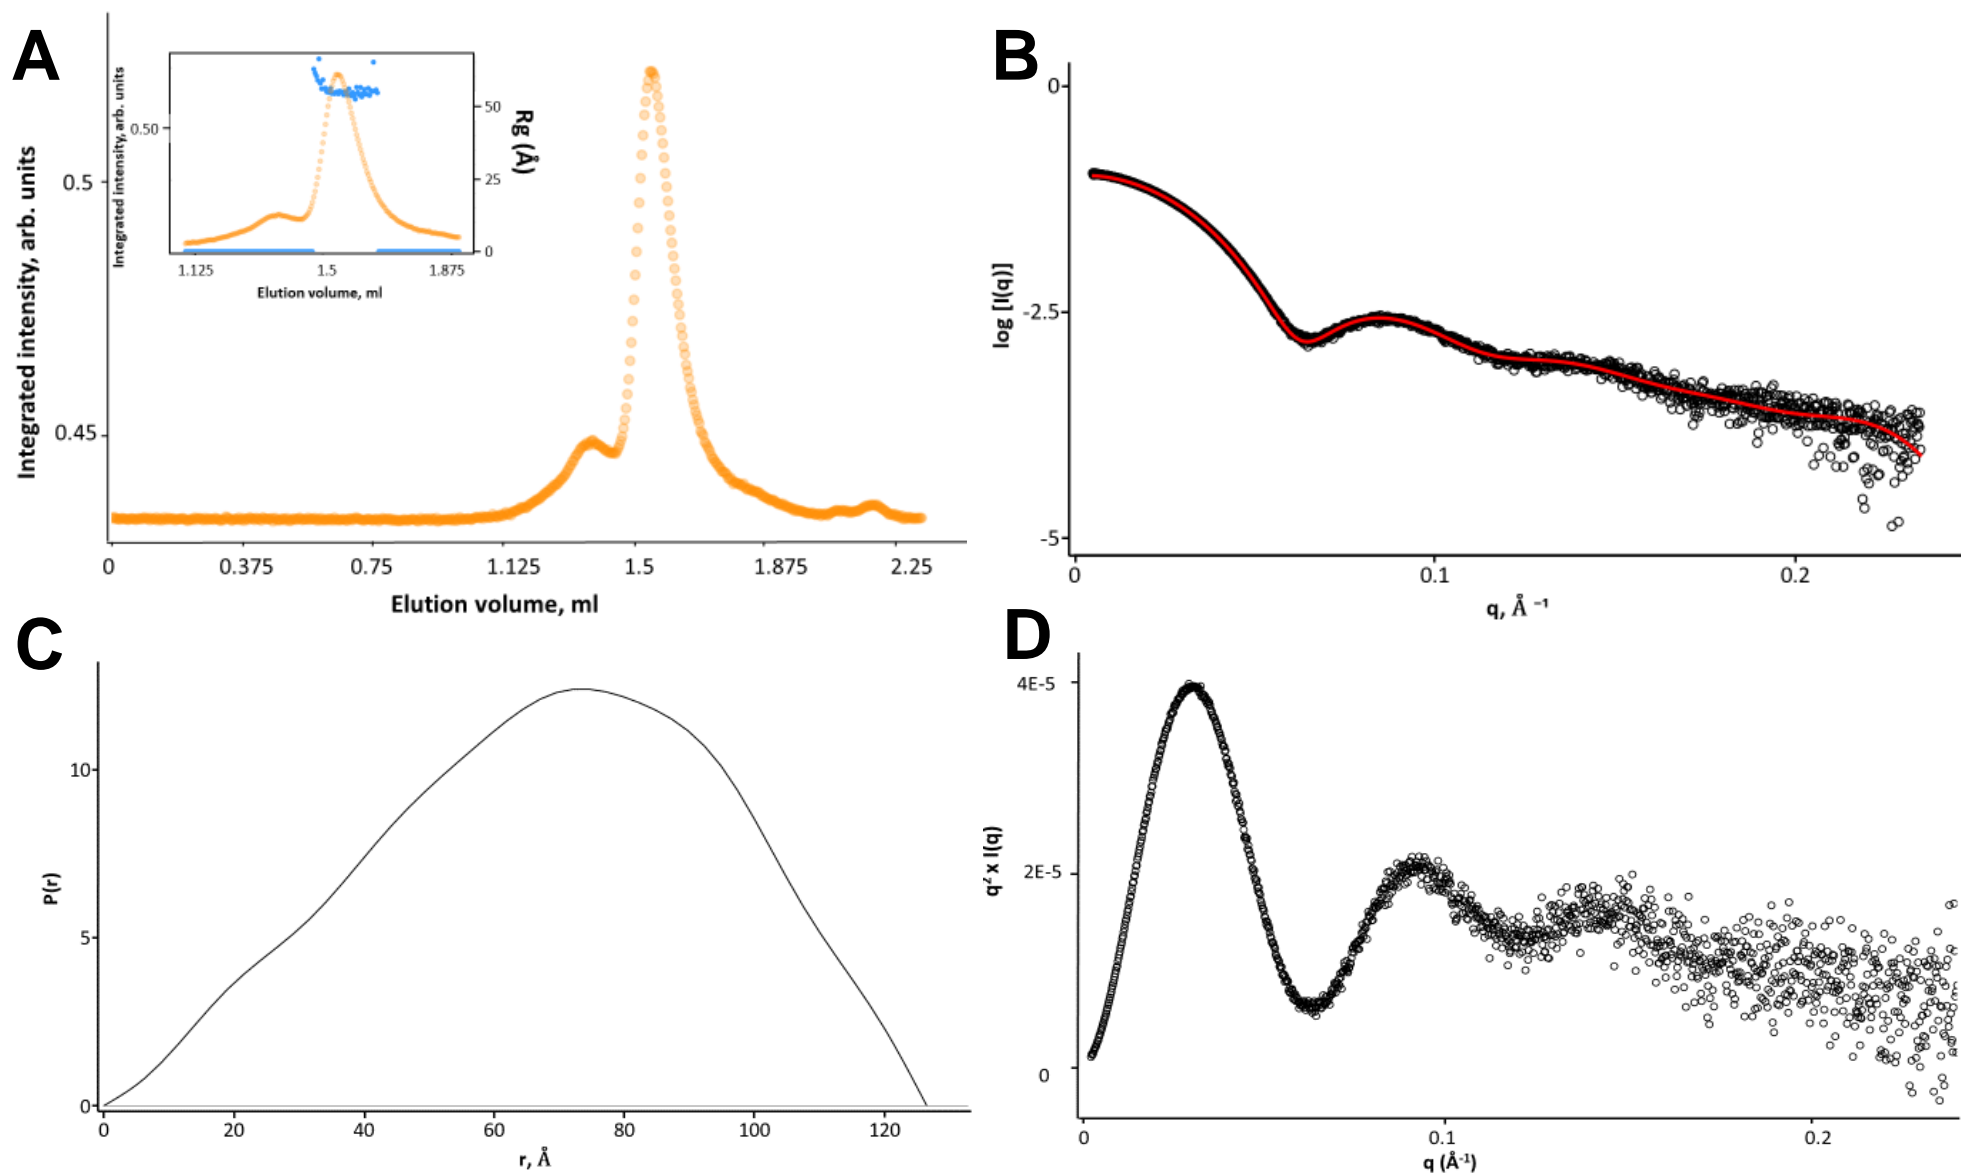 A
Integrated intensity, arb. units
0.5
0.45
0 0.375 0.75 1.125 1.5 1.875 2.25
Elution volume, ml
Integrated intensity, arb. units
0.50
50
25
0
Rg (Å)
1.125 1.5 1.875
Elution volume, ml
B
log [I(q)]
0
-2.5
-5
0 0.1 0.2
q, Å ⁻¹
C
P(r)
10
5
0
0 20 40 60 80 100 120
r, Å
D
q² x I(q)
4E-5
2E-5
0
0 0.1 0.2
q (Å⁻¹)